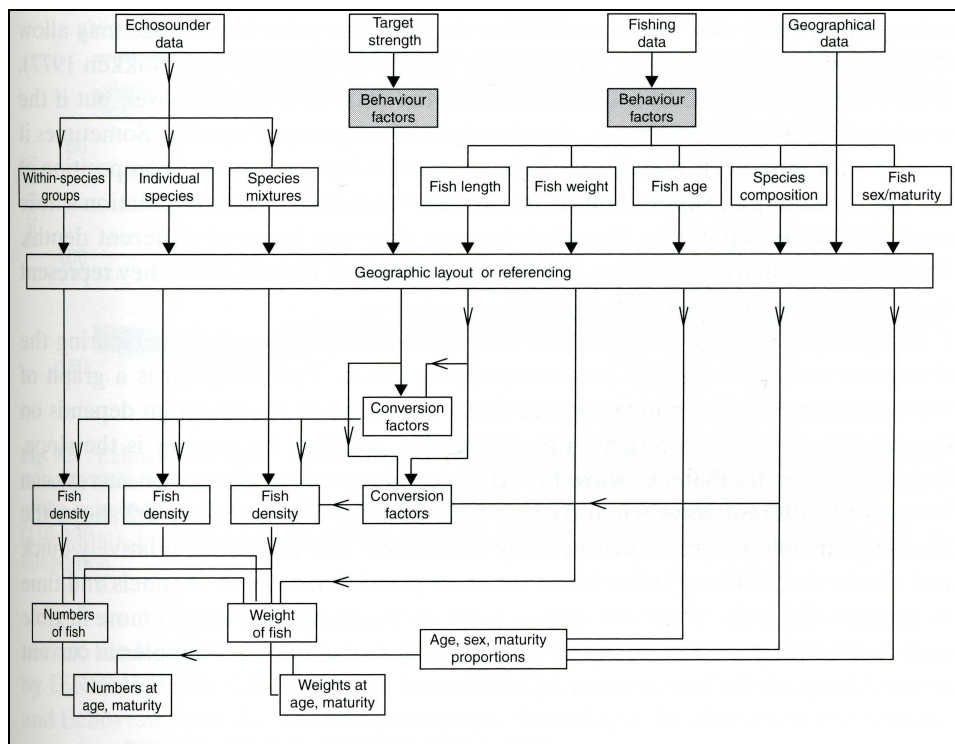 Echosounder
data
Target
strength
Fishing
data
Geographical
data
Behaviour
factors
Behaviour
factors
Within-species
groups
Individual
species
Species
mixtures
Fish length
Fish weight
Fish age
Species
composition
Fish
sex/maturity
Geographic layout or referencing
Conversion
factors
Fish
density
Fish
density
Fish
density
Conversion
factors
Numbers
of fish
Weight
of fish
Age, sex, maturity
proportions
Numbers at
age, maturity
Weights at
age, maturity